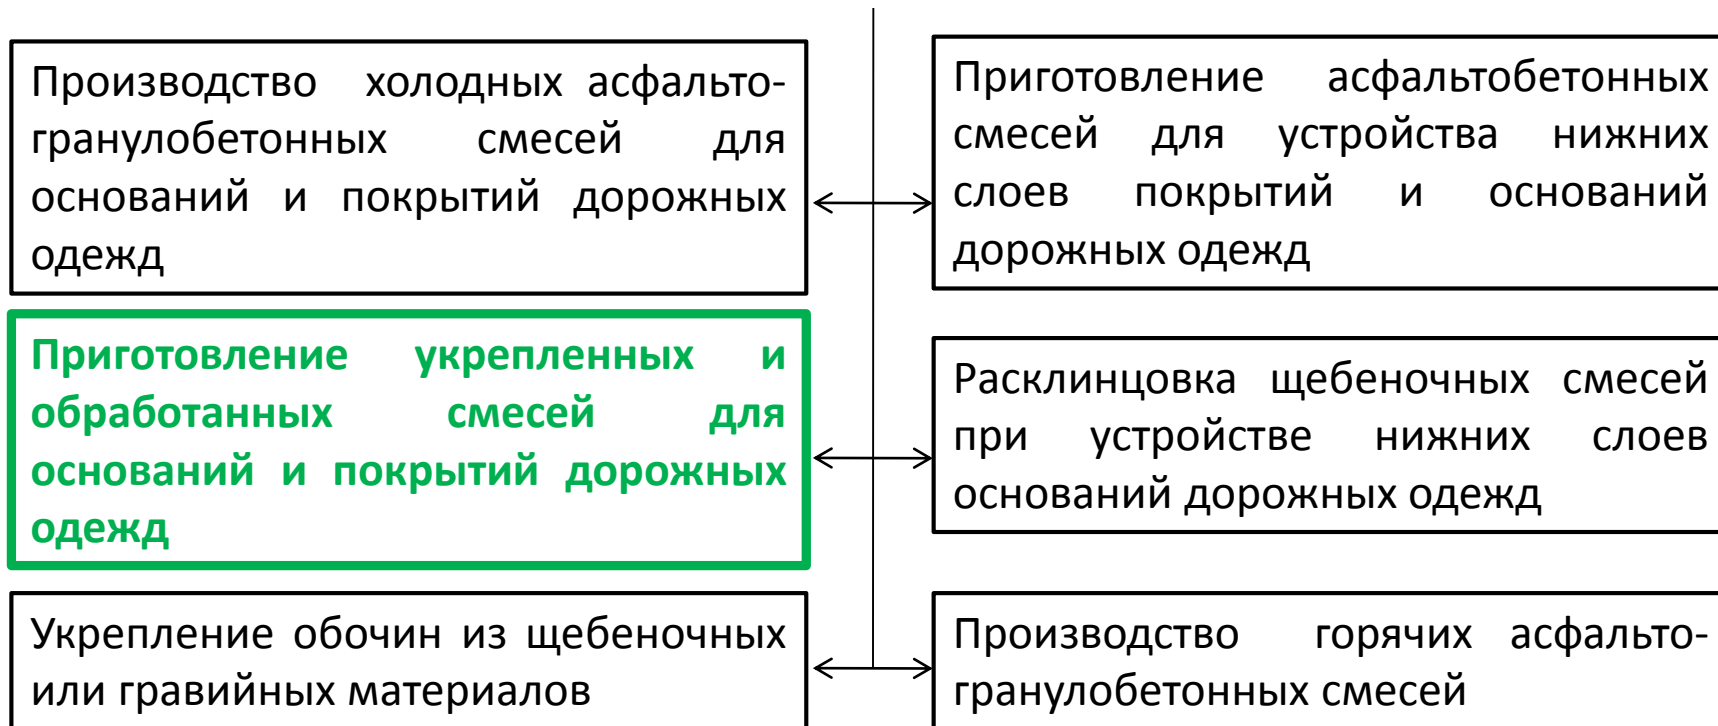 Производство холодных асфальто-
гранулобетонных смесей для
оснований и покрытий дорожных
одежд
Приготовление асфальтобетонных
смесей для устройства нижних
слоев покрытий и оснований
дорожных одежд
Приготовление укрепленных и
обработанных смесей для
оснований и покрытий дорожных
одежд
Расклинцовка щебеночных смесей
при устройстве нижних слоев
оснований дорожных одежд
Укрепление обочин из щебеночных
или гравийных материалов
Производство горячих асфальто-
гранулобетонных смесей